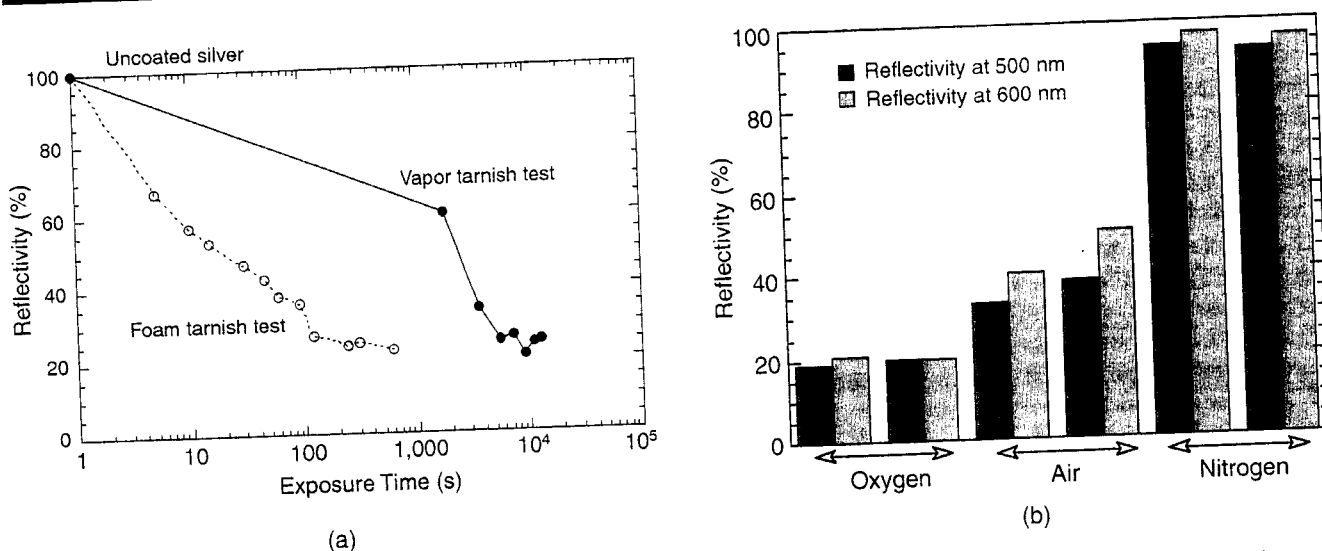 Uncoated silver
100
80
60
40
20
0
Reflectivity (%)
Vapor tarnish test
Foam tarnish test
1
10
100
1,000
10⁴
10⁵
Exposure Time (s)
(a)
100
80
60
40
20
0
Reflectivity (%)
Reflectivity at 500 nm
Reflectivity at 600 nm
Oxygen
Air
Nitrogen
(b)